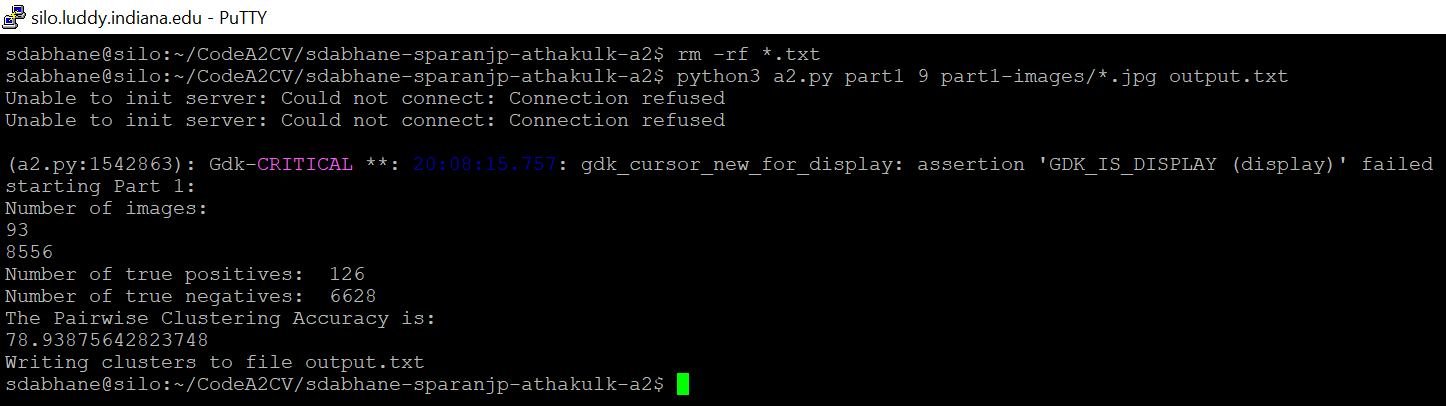 silo.luddy.indiana.edu - PuTTY
sdabhane@silo:~/CodeA2CV/sdabhane-sparanjp-athakulk-a2$ rm -rf *.txt
sdabhane@silo:~/CodeA2CV/sdabhane-sparanjp-athakulk-a2$ python3 a2.py part1 9 part1-images/*.jpg output.txt
Unable to init server: Could not connect: Connection refused
Unable to init server: Could not connect: Connection refused
(a2.py:1542863): Gdk-CRITICAL **: 20:08:15.757: gdk_cursor_new_for_display: assertion 'GDK_IS_DISPLAY (display)' failed
starting Part 1:
Number of images:
93
8556
Number of true positives:  126
Number of true negatives:  6628
The Pairwise Clustering Accuracy is:
78.93875642823748
Writing clusters to file output.txt
sdabhane@silo:~/CodeA2CV/sdabhane-sparanjp-athakulk-a2$